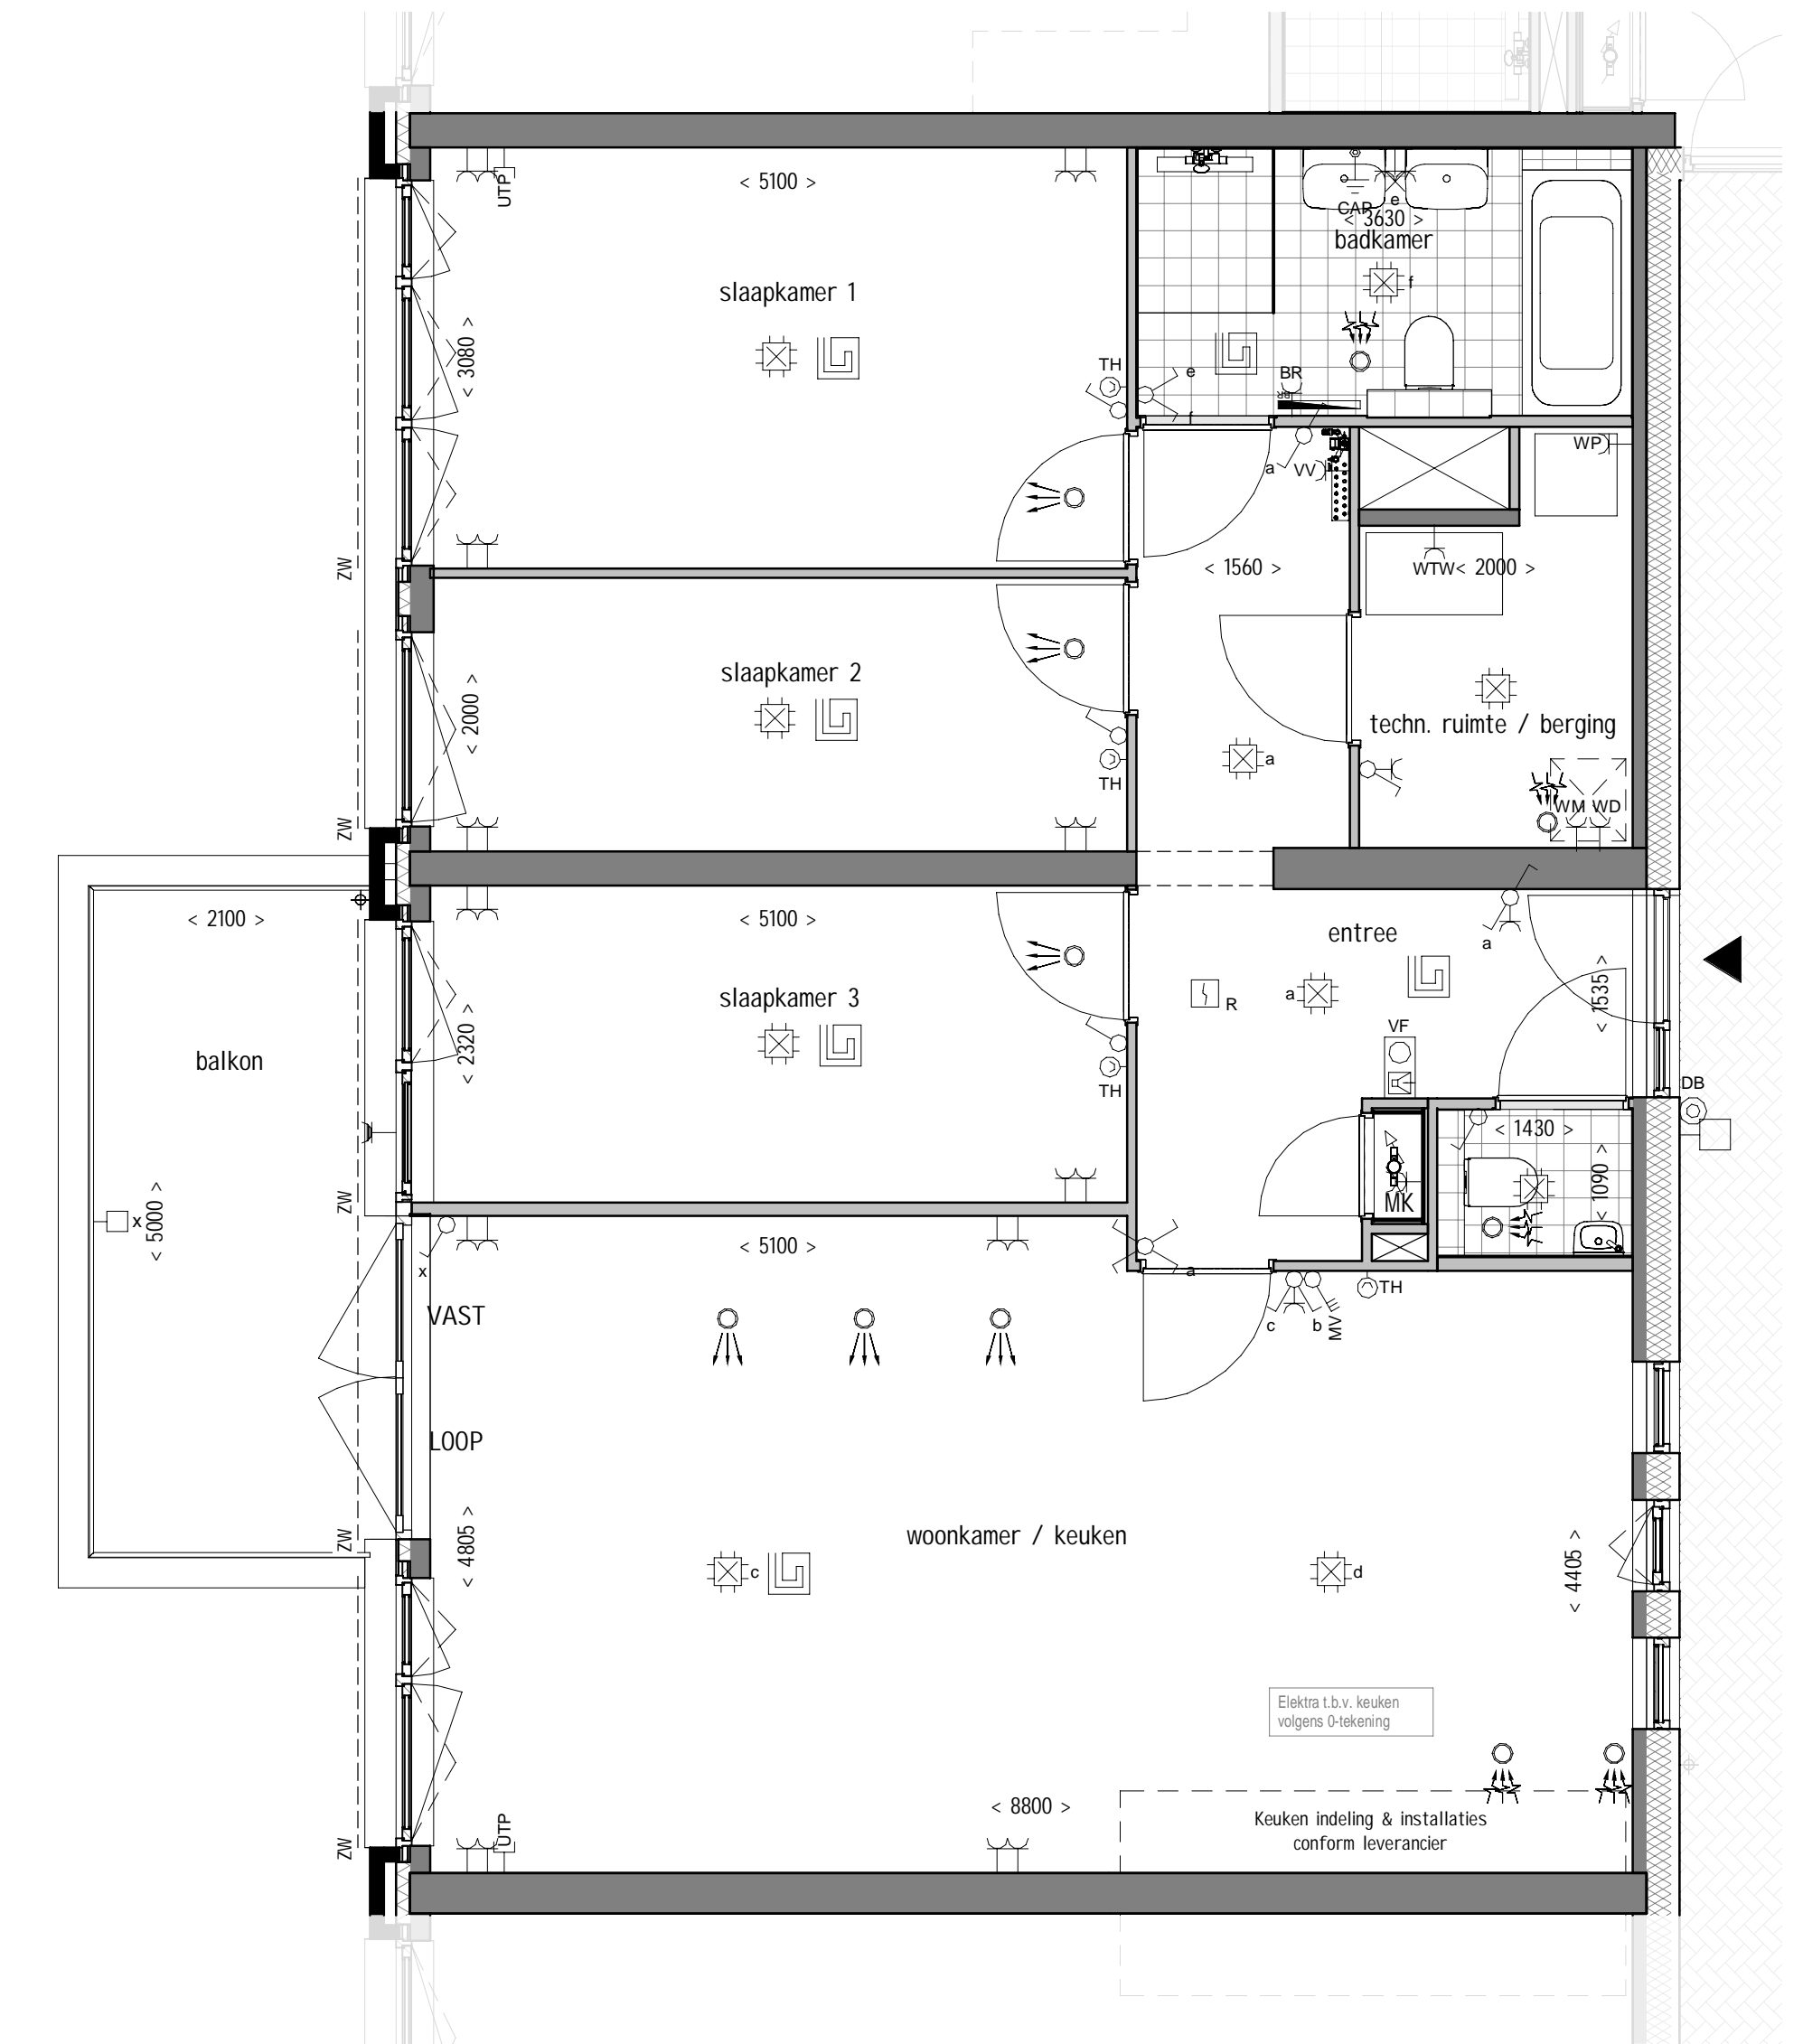 UTP
< 5100 >
CAP
e
< 3630 >
badkamer
f
slaapkamer 1
< 3080 >
TH
e
f
BR
a
VV
WP
ZW
< 1560 >
WTW
< 2000 >
slaapkamer 2
< 2000 >
TH
a
techn. ruimte / berging
WM WD
ZW
< 2100 >
< 5100 >
entree
a
slaapkamer 3
R
a
< 1535 >
VF
balkon
< 2320 >
TH
DB
< 1430 >
< 1090 >
MK
ZW
x
< 5000 >
< 5100 >
x
a
TH
c
b
MV
VAST
LOOP
ZW
< 4805 >
woonkamer / keuken
c
d
< 4405 >
Elektra t.b.v. keuken
volgens 0-tekening
< 8800 >
Keuken indeling & installaties
conform leverancier
UTP
ZW